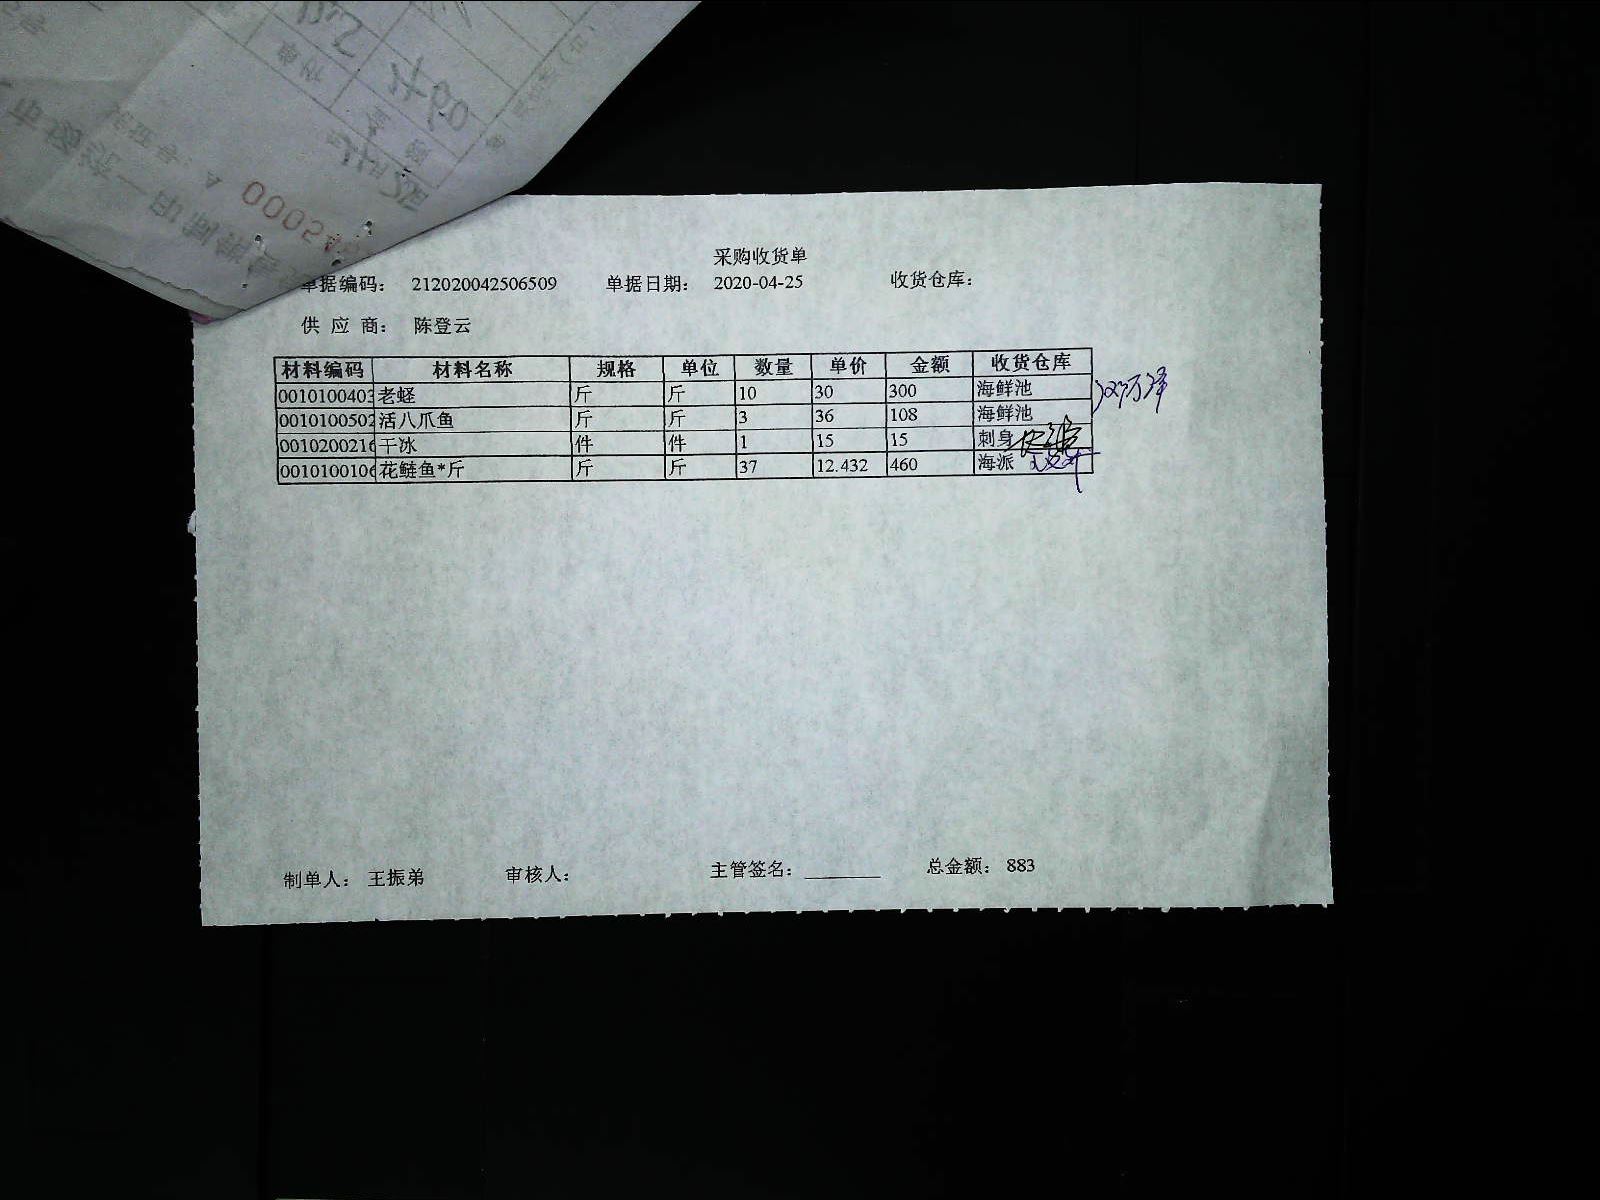 00054
采购收货单
单据编码： 212020042506509 单据日期： 2020-04-25 收货仓库：
供 应 商： 陈登云
材料编码 材料名称 规格 单位 数量 单价 金额 收货仓库
0010100403 老蛏 斤 斤 10 30 300 海鲜池
0010100502 活八爪鱼 斤 斤 3 36 108 海鲜池
0010200216 干冰 件 件 1 15 15 刺身
0010100106 花鲢鱼*斤 斤 斤 37 12.432 460 海派
制单人： 王振弟 审核人： 主管签名： 总金额： 883